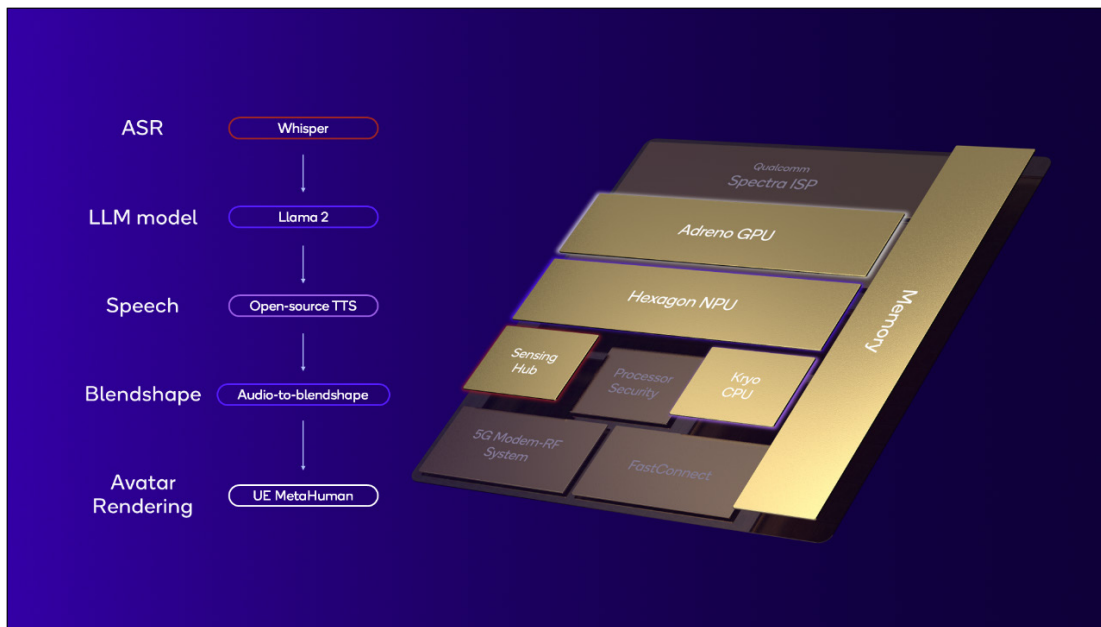 ASR
Whisper
LLM model
Llama 2
Speech
Open-source TTS
Blendshape
Audio-to-blendshape
Avatar
Rendering
UE MetaHuman
Qualcomm
Spectra ISP
Adreno GPU
Hexagon NPU
Sensing
Hub
Processor
Security
Kryo
CPU
5G Modem-RF
System
FastConnect
Memory